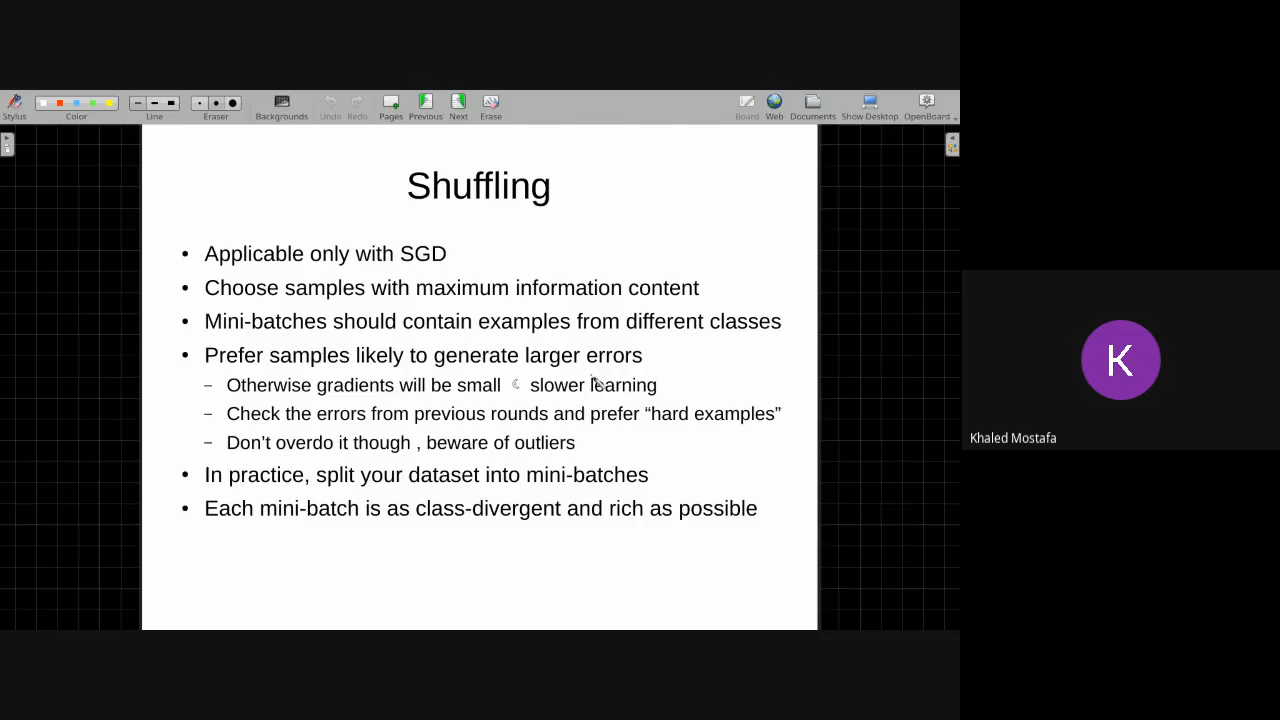 Stylus Color Line Eraser Backgrounds Undo Redo Pages Previous Next Erase Board Web Documents Show Desktop OpenBoard
Shuffling
• Applicable only with SGD
• Choose samples with maximum information content
• Mini-batches should contain examples from different classes
• Prefer samples likely to generate larger errors
– Otherwise gradients will be small ☾ slower learning
– Check the errors from previous rounds and prefer “hard examples”
– Don’t overdo it though , beware of outliers
• In practice, split your dataset into mini-batches
• Each mini-batch is as class-divergent and rich as possible
K
Khaled Mostafa